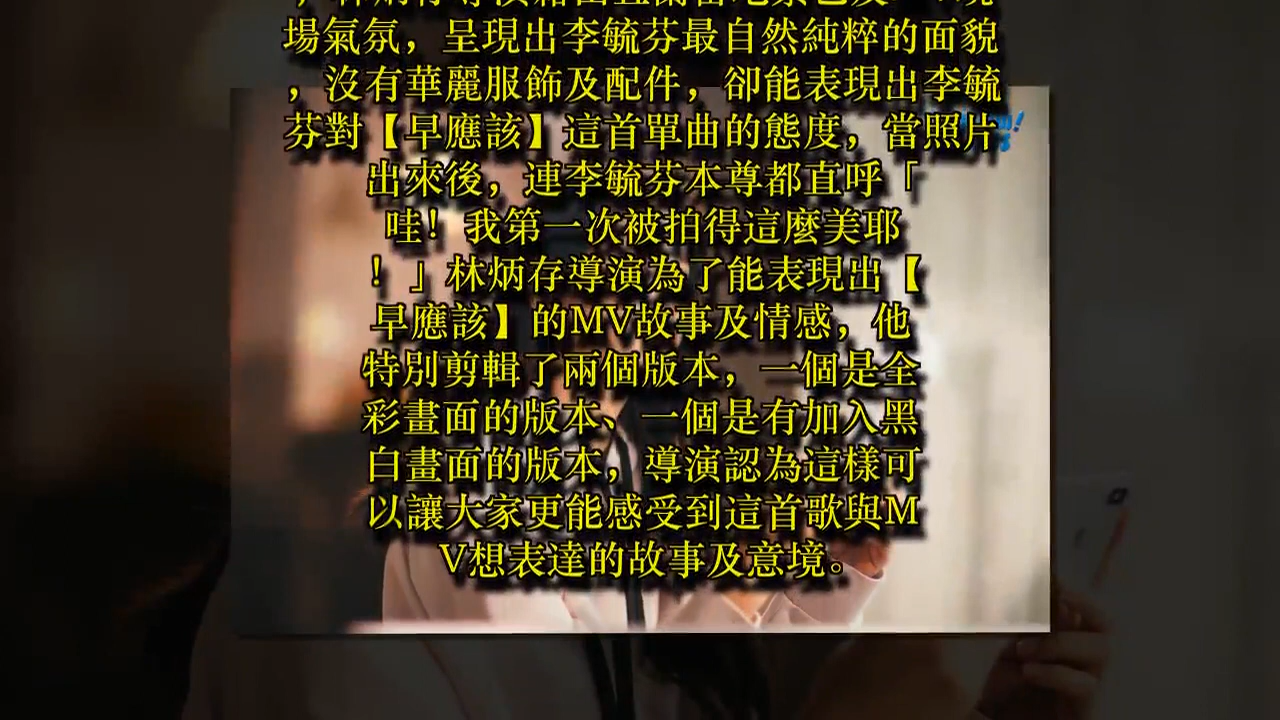 場氣氛，呈現出李毓芬最自然純粹的面貌
，沒有華麗服飾及配件，卻能表現出李毓
芬對【早應該】這首單曲的態度，當照片
出來後，連李毓芬本尊都直呼「
哇！我第一次被拍得這麼美耶
！」林炳存導演為了能表現出【
早應該】的MV故事及情感，他
特別剪輯了兩個版本，一個是全
彩畫面的版本、一個是有加入黑
白畫面的版本，導演認為這樣可
以讓大家更能感受到這首歌與M
V想表達的故事及意境。